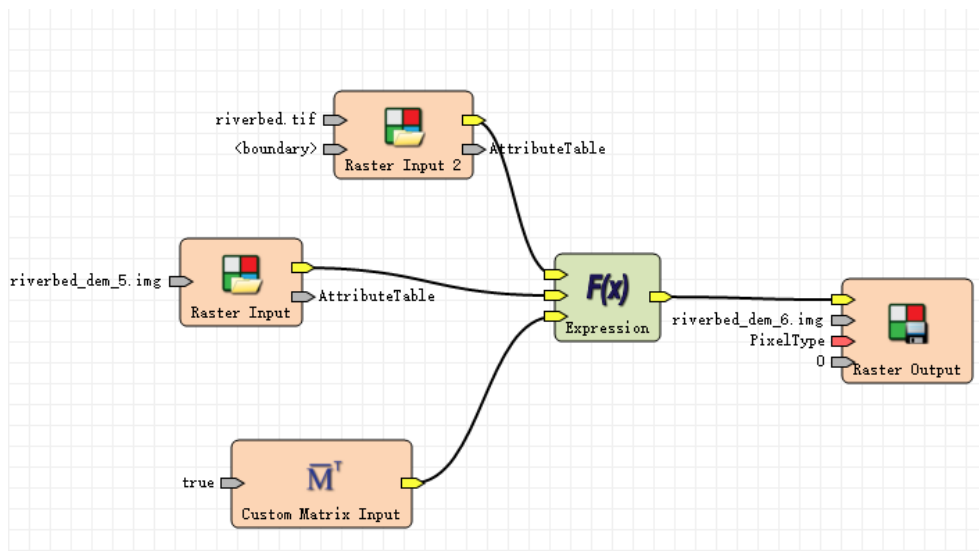 riverbed.tif
<boundary>
AttributeTable
Raster Input 2
riverbed_dem_5.img
AttributeTable
Raster Input
F(x)
Expression
riverbed_dem_6.img
PixelType
0
Raster Output
true
M^T
Custom Matrix Input